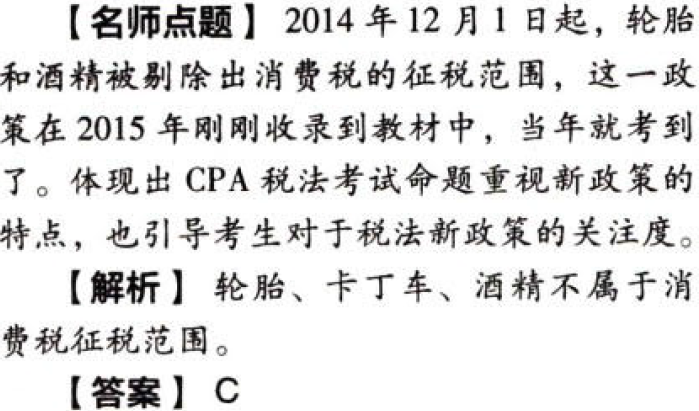 【名师点题】 2014 年 12 月 1 日起，轮胎
和酒精被剔除出消费税的征税范围，这一政
策在 2015 年刚刚收录到教材中，当年就考到
了。体现出 CPA 税法考试命题重视新政策的
特点，也引导考生对于税法新政策的关注度。
【解析】 轮胎、卡丁车、酒精不属于消
费税征税范围。
【答案】 C